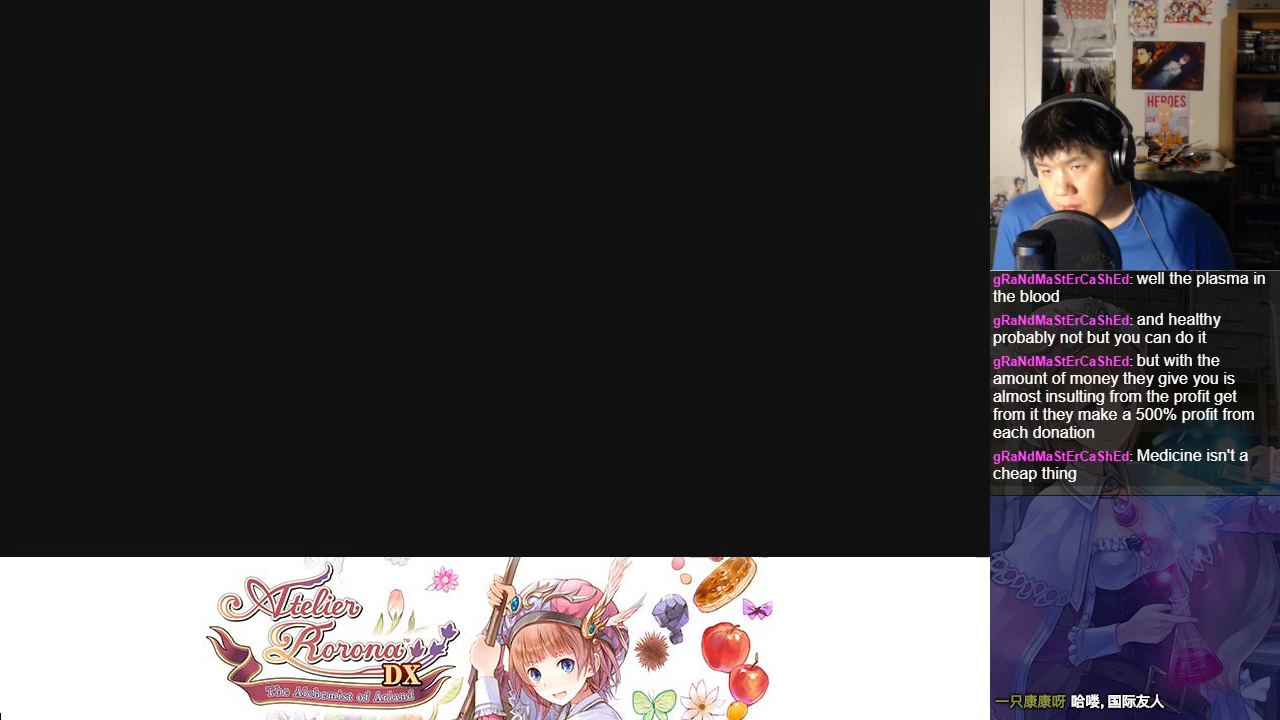 HEROES
gRaNdMaStErCaShEd: well the plasma in
the blood
gRaNdMaStErCaShEd: and healthy
probably not but you can do it
gRaNdMaStErCaShEd: but with the
amount of money they give you is
almost insulting from the profit get
from it they make a 500% profit from
each donation
gRaNdMaStErCaShEd: Medicine isn't a
cheap thing
Atelier
Rorona™
DX
The Alchemist of Arland
一只康康呀 哈喽, 国际友人